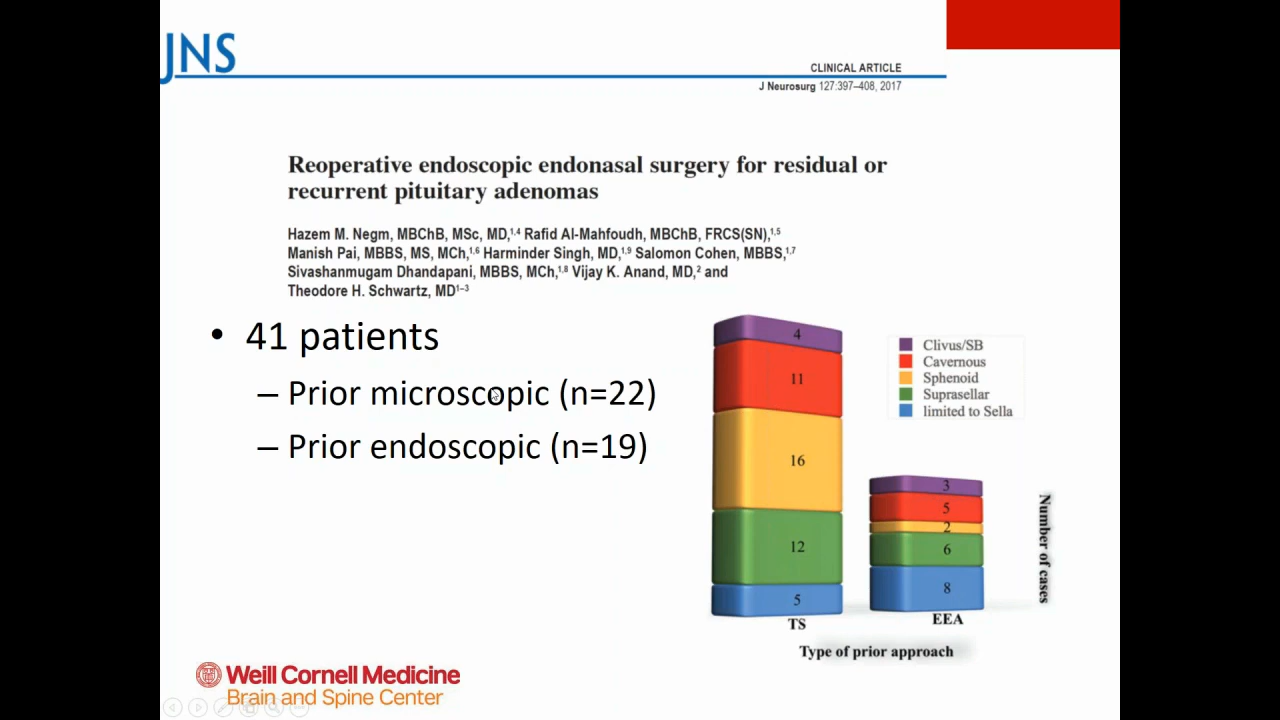 JNS
CLINICAL ARTICLE
J Neurosurg 127:397–408, 2017
Reoperative endoscopic endonasal surgery for residual or
recurrent pituitary adenomas
Hazem M. Negm, MBChB, MSc, MD,1,4 Rafid Al-Mahfoudh, MBChB, FRCS(SN),1,5
Manish Pai, MBBS, MS, MCh,1,6 Harminder Singh, MD,1,9 Salomon Cohen, MBBS,1,7
Sivashanmugam Dhandapani, MBBS, MCh,1,8 Vijay K. Anand, MD,2 and
Theodore H. Schwartz, MD1–3
• 41 patients
– Prior microscopic (n=22)
– Prior endoscopic (n=19)
4
11
16
12
5
TS
3
5
2
6
8
EEA
Type of prior approach
Number of cases
Clivus/SB
Cavernous
Sphenoid
Suprasellar
limited to Sella
Weill Cornell Medicine
Brain and Spine Center